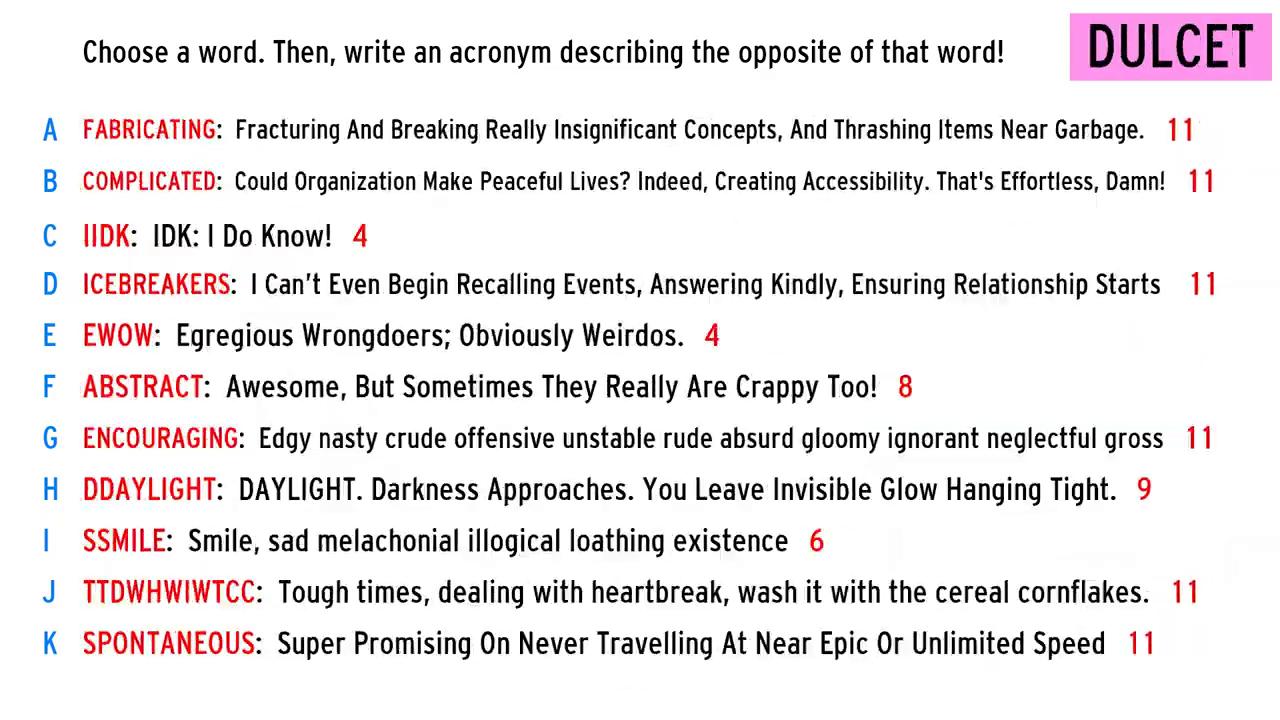 Choose a word. Then, write an acronym describing the opposite of that word!
DULCET
A FABRICATING: Fracturing And Breaking Really Insignificant Concepts, And Thrashing Items Near Garbage. 11
B COMPLICATED: Could Organization Make Peaceful Lives? Indeed, Creating Accessibility. That's Effortless, Damn! 11
C IIDK: IDK: I Do Know! 4
D ICEBREAKERS: I Can't Even Begin Recalling Events, Answering Kindly, Ensuring Relationship Starts 11
E EWOW: Egregious Wrongdoers; Obviously Weirdos. 4
F ABSTRACT: Awesome, But Sometimes They Really Are Crappy Too! 8
G ENCOURAGING: Edgy nasty crude offensive unstable rude absurd gloomy ignorant neglectful gross 11
H DDAYLIGHT: DAYLIGHT. Darkness Approaches. You Leave Invisible Glow Hanging Tight. 9
I SSMILE: Smile, sad melachonial illogical loathing existence 6
J TTDWHWIWTCC: Tough times, dealing with heartbreak, wash it with the cereal cornflakes. 11
K SPONTANEOUS: Super Promising On Never Travelling At Near Epic Or Unlimited Speed 11